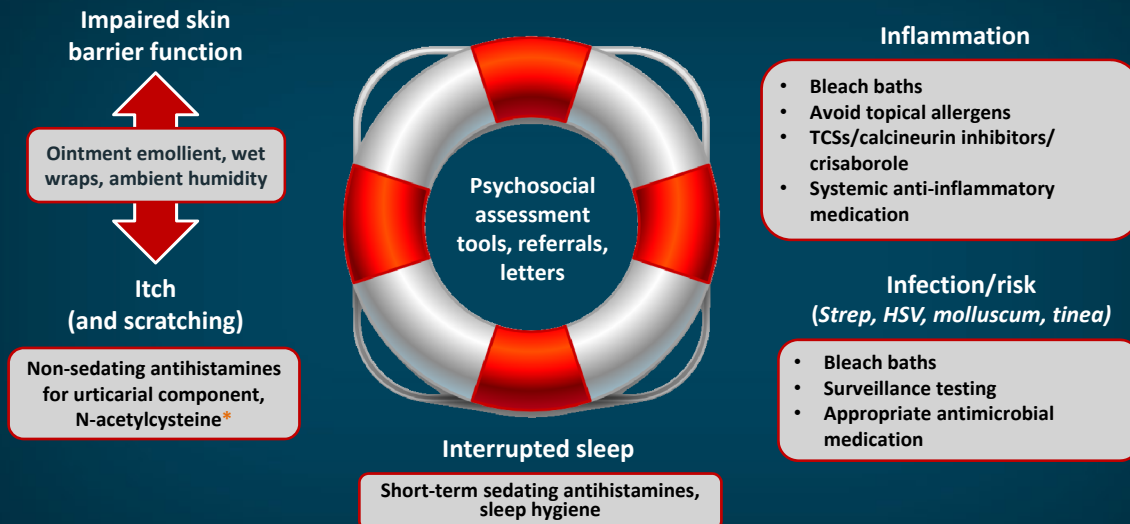 Impaired skin
barrier function
Ointment emollient, wet
wraps, ambient humidity
Itch
(and scratching)
Non-sedating antihistamines
for urticarial component,
N-acetylcysteine*
Psychosocial
assessment
tools, referrals,
letters
Interrupted sleep
Short-term sedating antihistamines,
sleep hygiene
Inflammation
• Bleach baths
• Avoid topical allergens
• TCSs/calcineurin inhibitors/
crisaborole
• Systemic anti-inflammatory
medication
Infection/risk
(Strep, HSV, molluscum, tinea)
• Bleach baths
• Surveillance testing
• Appropriate antimicrobial
medication